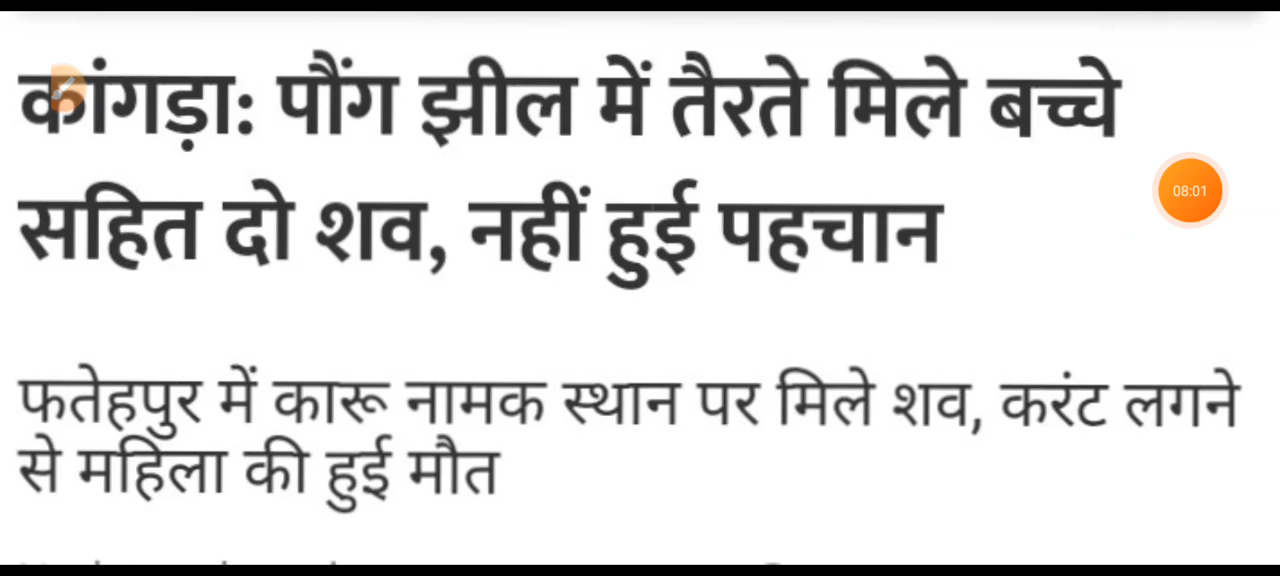 कांगड़ा: पौंग झील में तैरते मिले बच्चे
सहित दो शव, नहीं हुई पहचान
08:01
फतेहपुर में कारू नामक स्थान पर मिले शव, करंट लगने
से महिला की हुई मौत